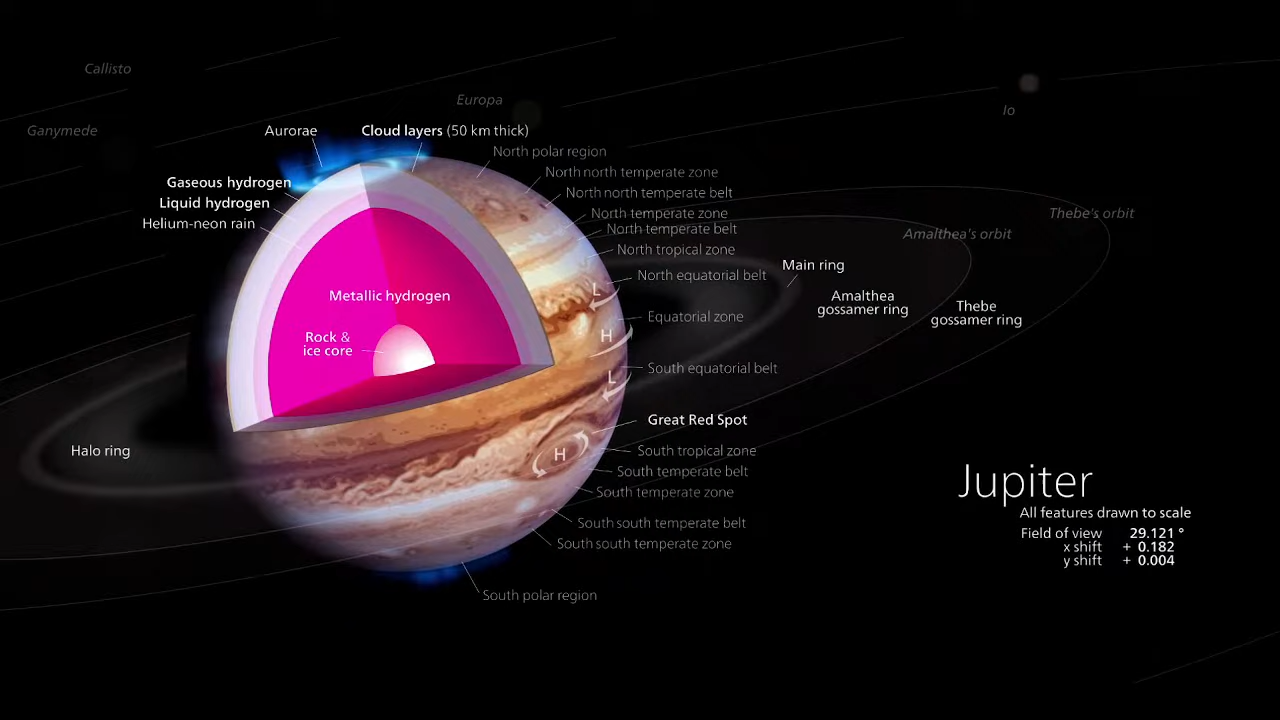 Callisto
Europa
Io
Ganymede
Aurorae
Cloud layers (50 km thick)
North polar region
North north temperate zone
Gaseous hydrogen
North north temperate belt
Liquid hydrogen
North temperate zone
Thebe's orbit
Helium-neon rain
North temperate belt
Amalthea's orbit
North tropical zone
Main ring
North equatorial belt
L
Metallic hydrogen
Amalthea
gossamer ring
Thebe
gossamer ring
Equatorial zone
H
Rock &
ice core
South equatorial belt
L
Great Red Spot
Halo ring
South tropical zone
H
South temperate belt
South temperate zone
South south temperate belt
South south temperate zone
South polar region
Jupiter
All features drawn to scale
Field of view 29.121 °
x shift + 0.182
y shift + 0.004